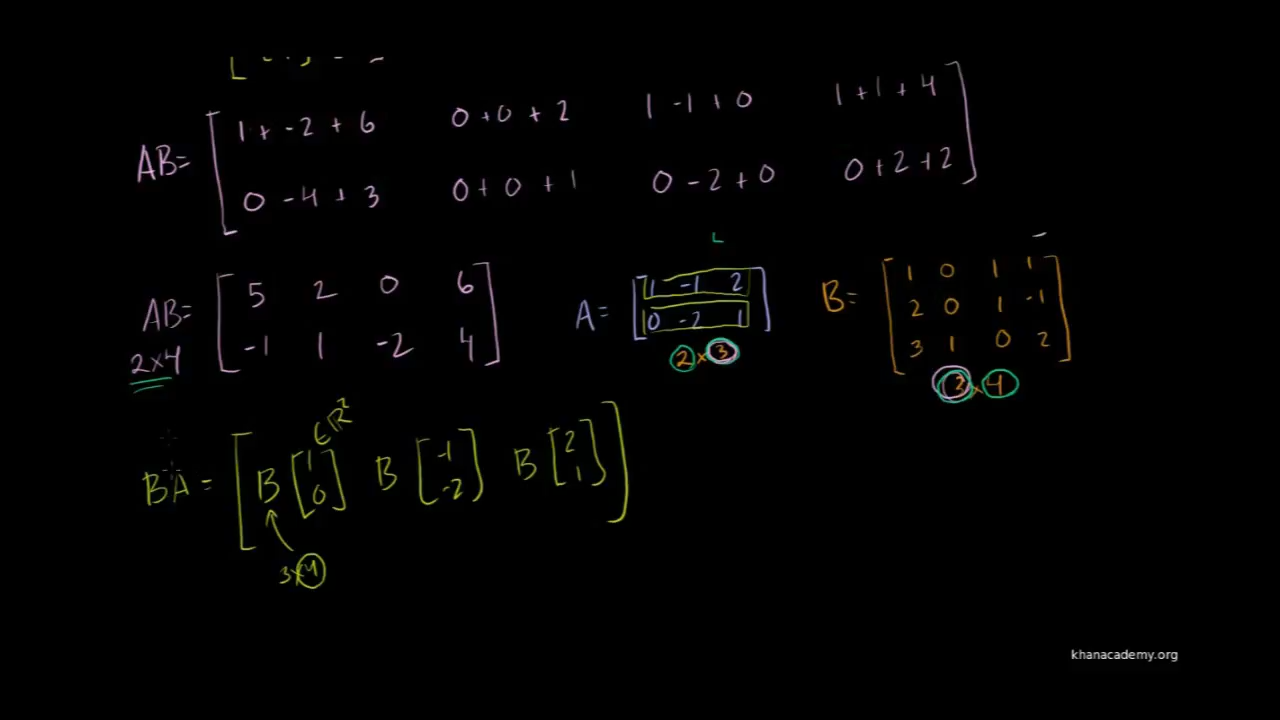 AB = [ 1 + -2 + 6   0 + 0 + 2   1 - 1 + 0   1 + 1 + 4
0 - 4 + 3   0 + 0 + 1   0 - 2 + 0   0 + 2 + 2 ]
AB = [ 5 2 0 6
-1 1 -2 4 ]
2×4
A = [ 1 -1 2
0 -2 1 ]
2 × 3
B = [ 1 0 1 1
2 0 1 -1
3 1 0 2 ]
3 × 4
∈ ℝ²
BA = [ B [ 1 0 ] B [ -1 -2 ] B [ 2 1 ] ]
3×4
khanacademy.org